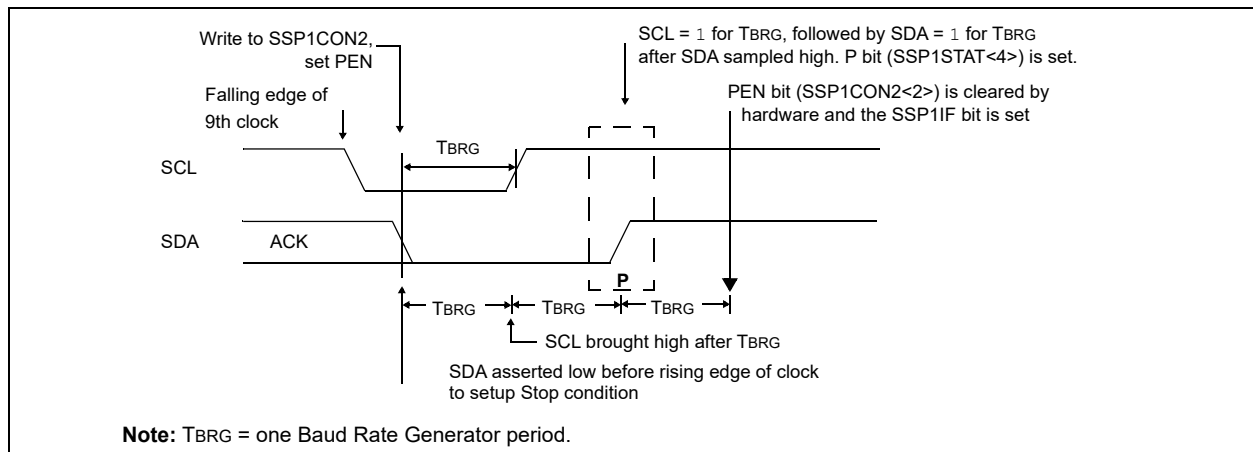 Write to SSP1CON2,
set PEN
SCL = 1 for TBRG, followed by SDA = 1 for TBRG
after SDA sampled high. P bit (SSP1STAT<4>) is set.
PEN bit (SSP1CON2<2>) is cleared by
hardware and the SSP1IF bit is set
Falling edge of
9th clock
TBRG
SCL
SDA
ACK
P
TBRG
TBRG
TBRG
SCL brought high after TBRG
SDA asserted low before rising edge of clock
to setup Stop condition
Note: TBRG = one Baud Rate Generator period.